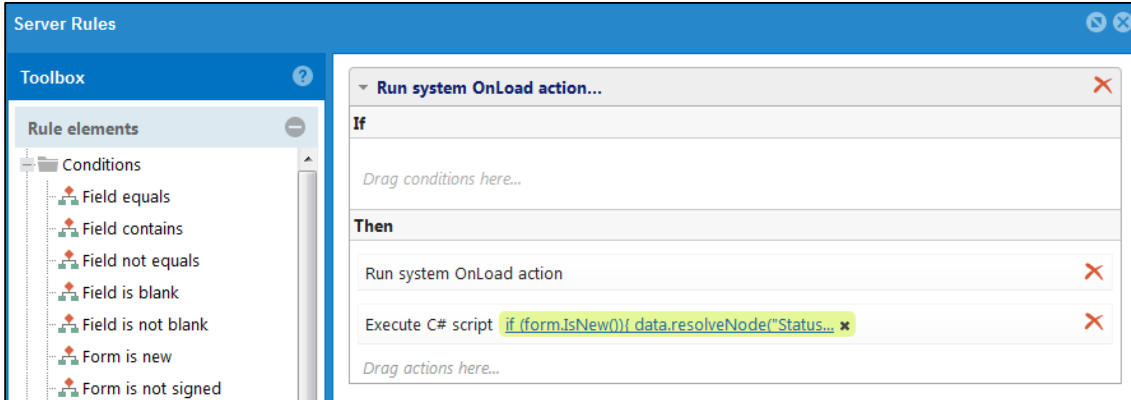 Server Rules
Toolbox
Rule elements
Conditions
Field equals
Field contains
Field not equals
Field is blank
Field is not blank
Form is new
Form is not signed
Run system OnLoad action...
If
Drag conditions here...
Then
Run system OnLoad action
Execute C# script if (form.IsNew()){ data.resolveNode("Status...
Drag actions here...